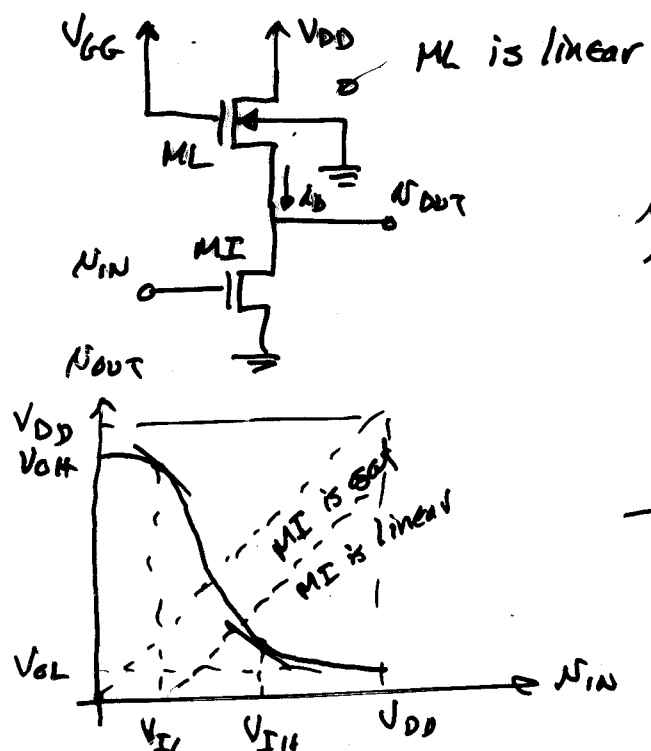 VGG VDD ML is linear
ML
iD
vOUT
MI
vIN
vOUT
VDD
VOH
MI is sat
MI is linear
VOL
vIN
VIL VIH VDD